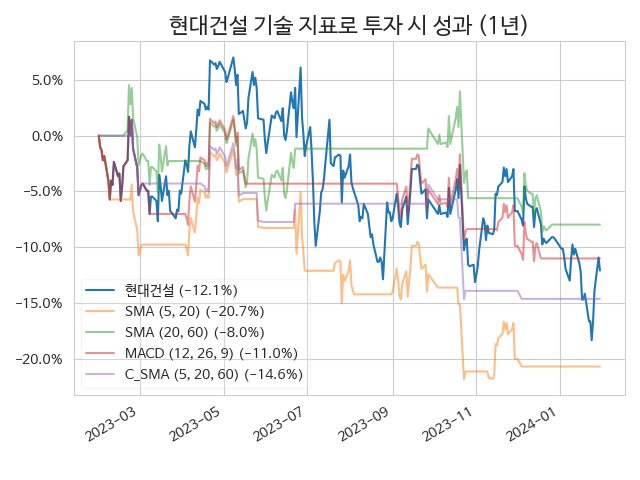 현대건설 기술 지표로 투자 시 성과 (1년)
5.0%
0.0%
−5.0%
−10.0%
−15.0%
−20.0%
현대건설 (−12.1%)
SMA (5, 20) (−20.7%)
SMA (20, 60) (−8.0%)
MACD (12, 26, 9) (−11.0%)
C_SMA (5, 20, 60) (−14.6%)
2023−03
2023−05
2023−07
2023−09
2023−11
2024−01